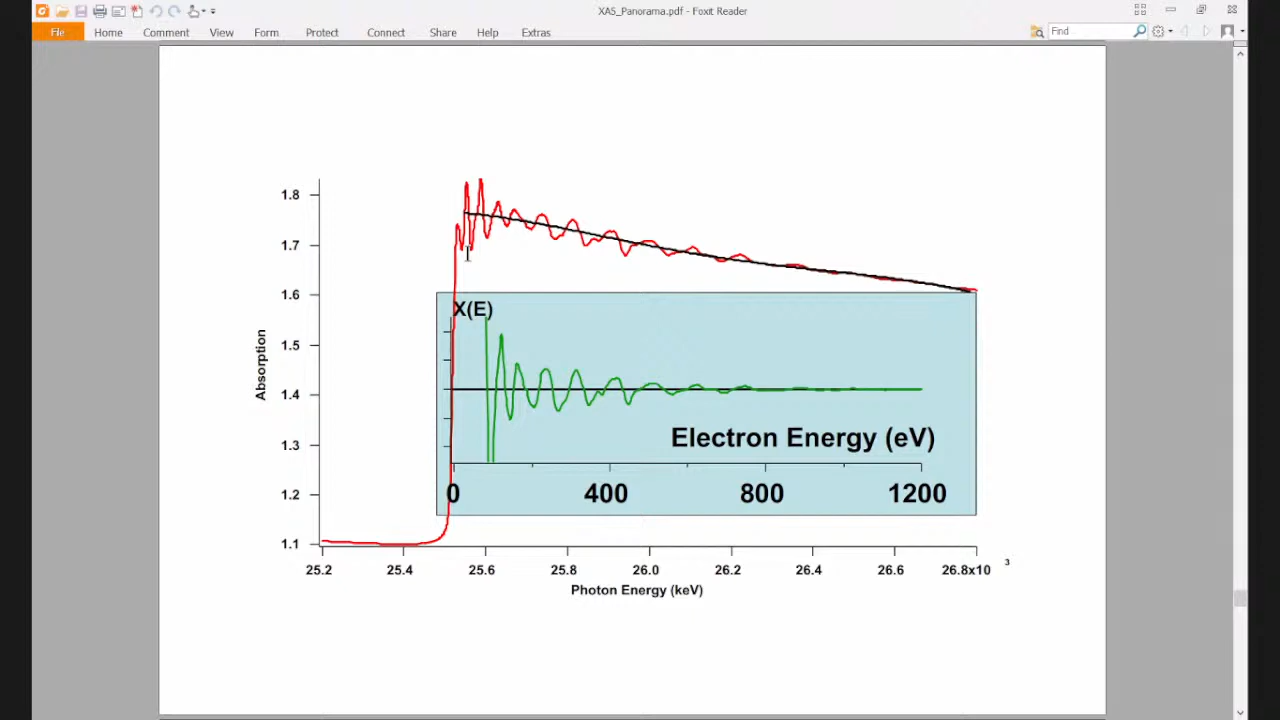 XAS_Panorama.pdf - Foxit Reader
File Home Comment View Form Protect Connect Share Help Extras Find
1.8
1.7
1.6
1.5
1.4
1.3
1.2
1.1
Absorption
X(E)
Electron Energy (eV)
0 400 800 1200
25.2 25.4 25.6 25.8 26.0 26.2 26.4 26.6 26.8x10 3
Photon Energy (keV)